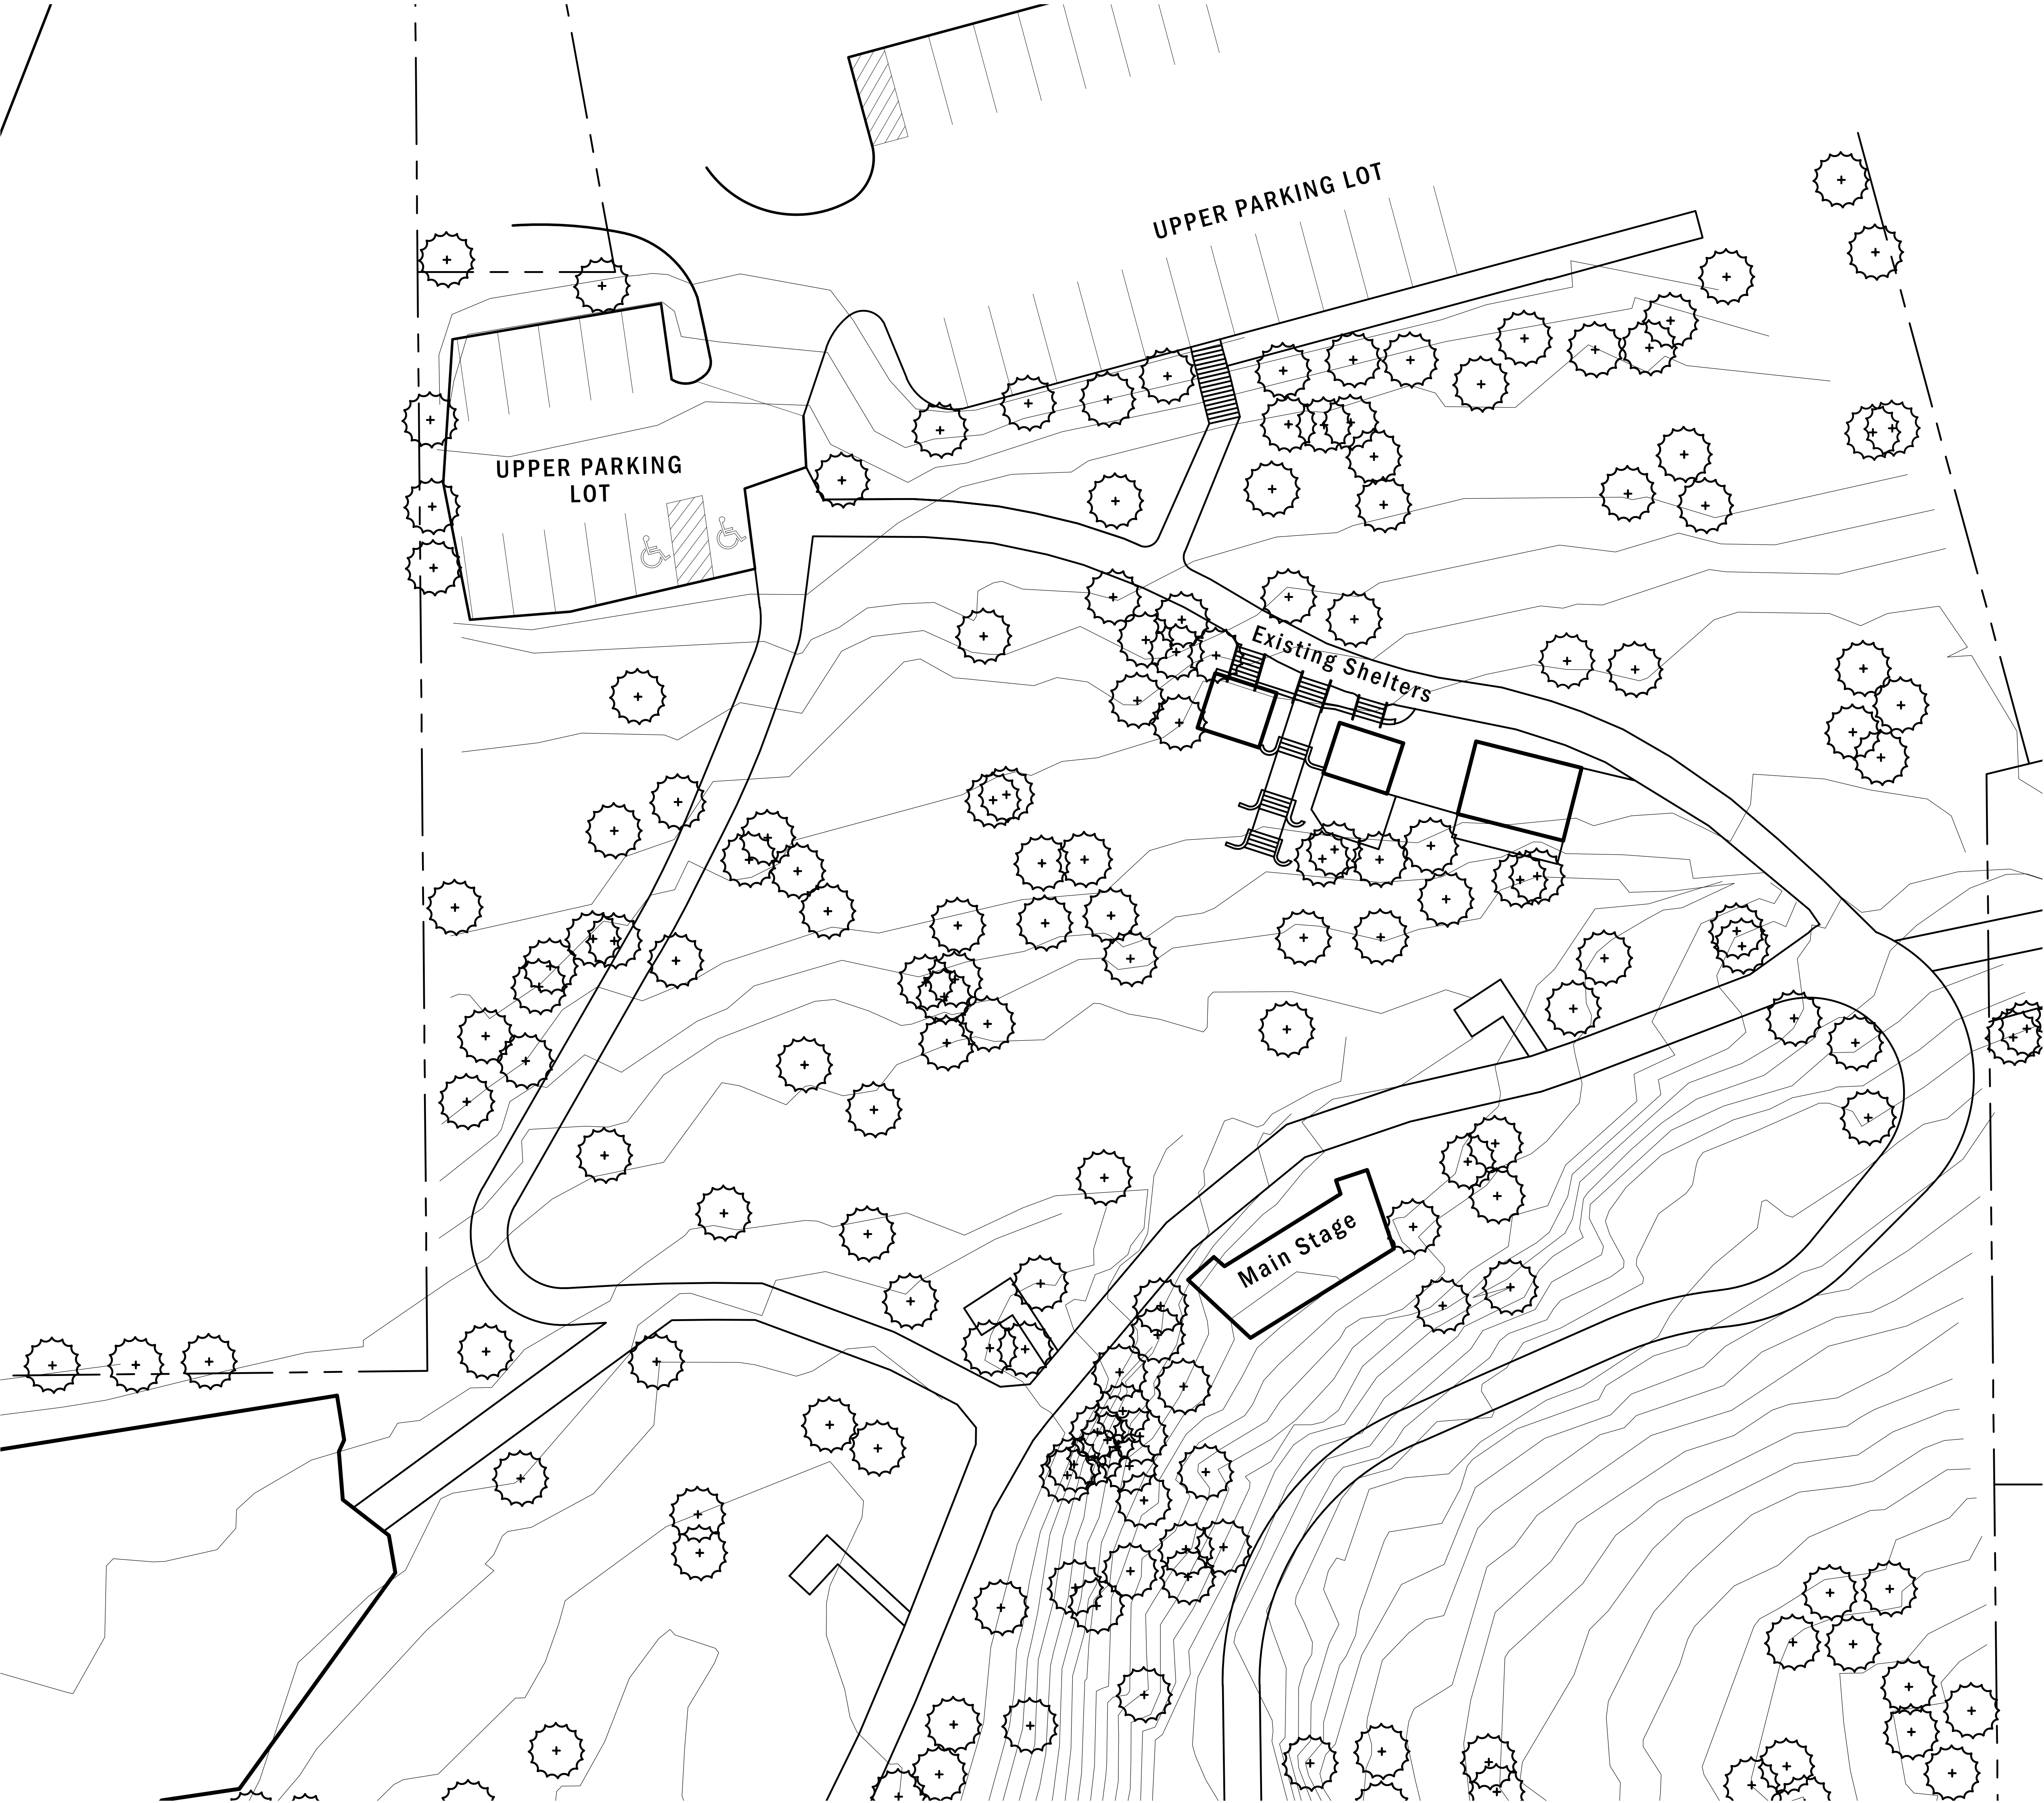 UPPER PARKING LOT
UPPER PARKING
LOT
Existing Shelters
Main Stage